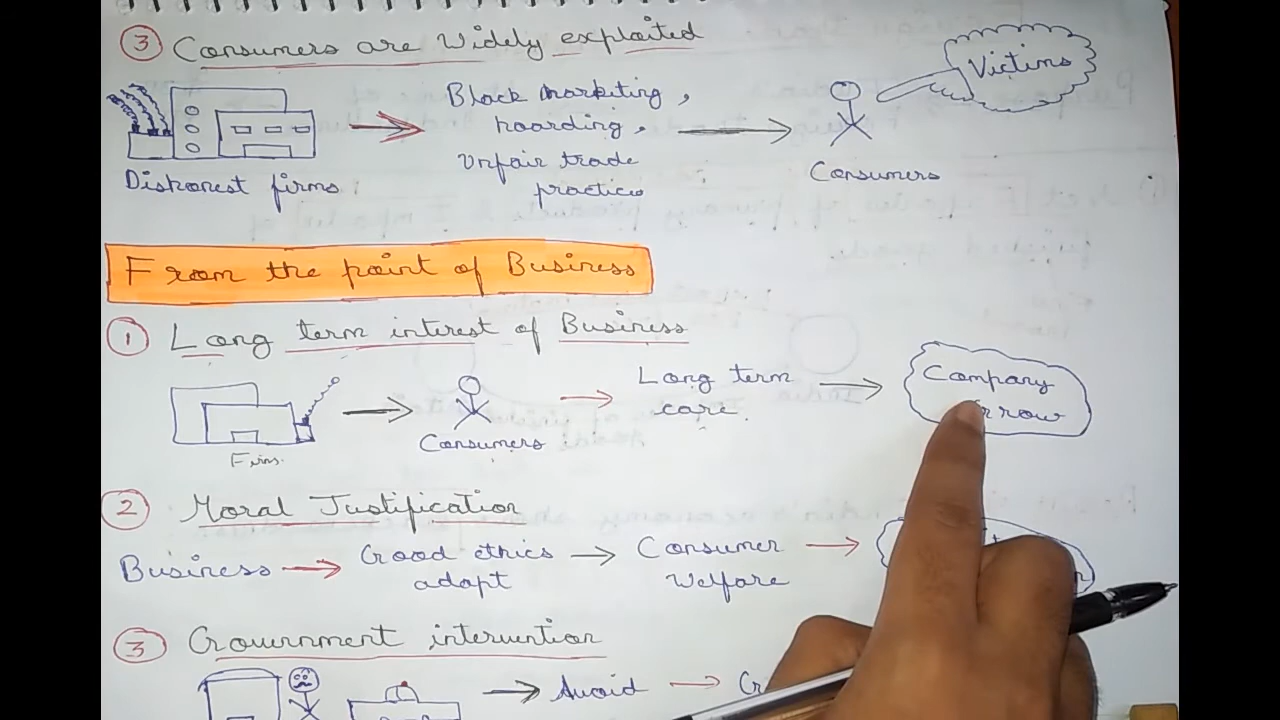 3 Consumers are Widely exploited
Victims
Black marketing,
hoarding,
Unfair trade
practices
Dishonest firms
Consumers
From the point of Business
1 Long term interest of Business
Long term
care.
Company
Firms.
Consumers
2 Moral Justification
Business
Good ethics
adapt
Consumer
Welfare
3 Government intervention
Avoid